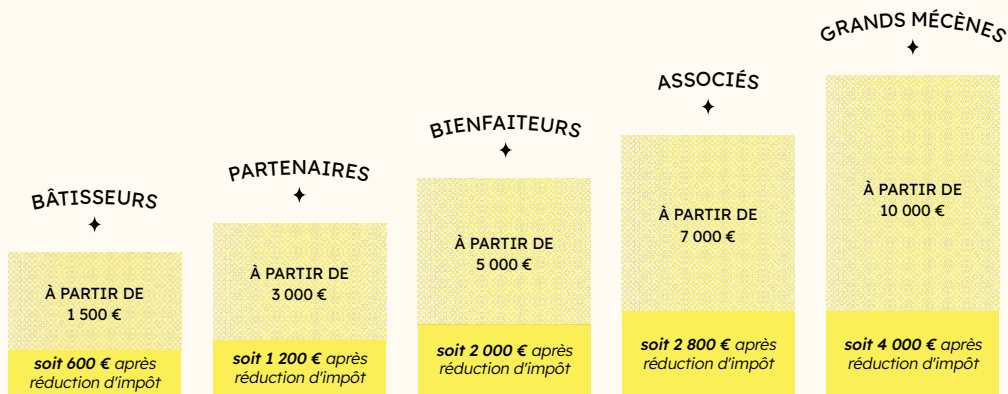 BÂTISSEURS
À PARTIR DE
1 500 €
soit 600 € après
réduction d'impôt
PARTENAIRES
À PARTIR DE
3 000 €
soit 1 200 € après
réduction d'impôt
BIENFAITEURS
À PARTIR DE
5 000 €
soit 2 000 € après
réduction d'impôt
ASSOCIÉS
À PARTIR DE
7 000 €
soit 2 800 € après
réduction d'impôt
GRANDS MÉCÈNES
À PARTIR DE
10 000 €
soit 4 000 € après
réduction d'impôt